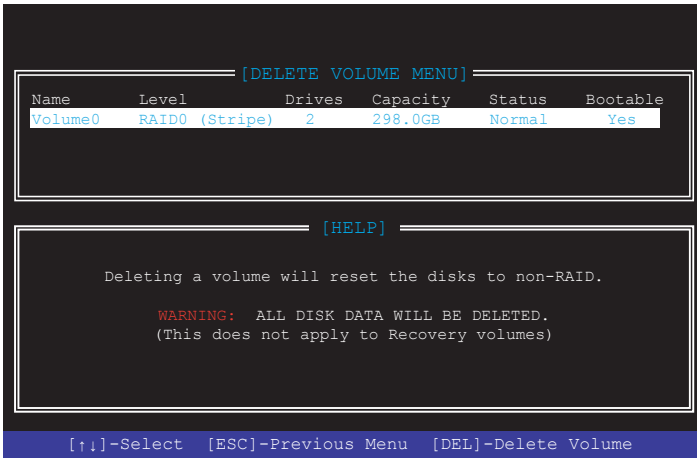 [DELETE VOLUME MENU]
Name Level Drives Capacity Status Bootable
Volume0 RAID0 (Stripe) 2 298.0GB Normal Yes
[HELP]
Deleting a volume will reset the disks to non-RAID.
WARNING: ALL DISK DATA WILL BE DELETED.
(This does not apply to Recovery volumes)
[↑↓]-Select [ESC]-Previous Menu [DEL]-Delete Volume